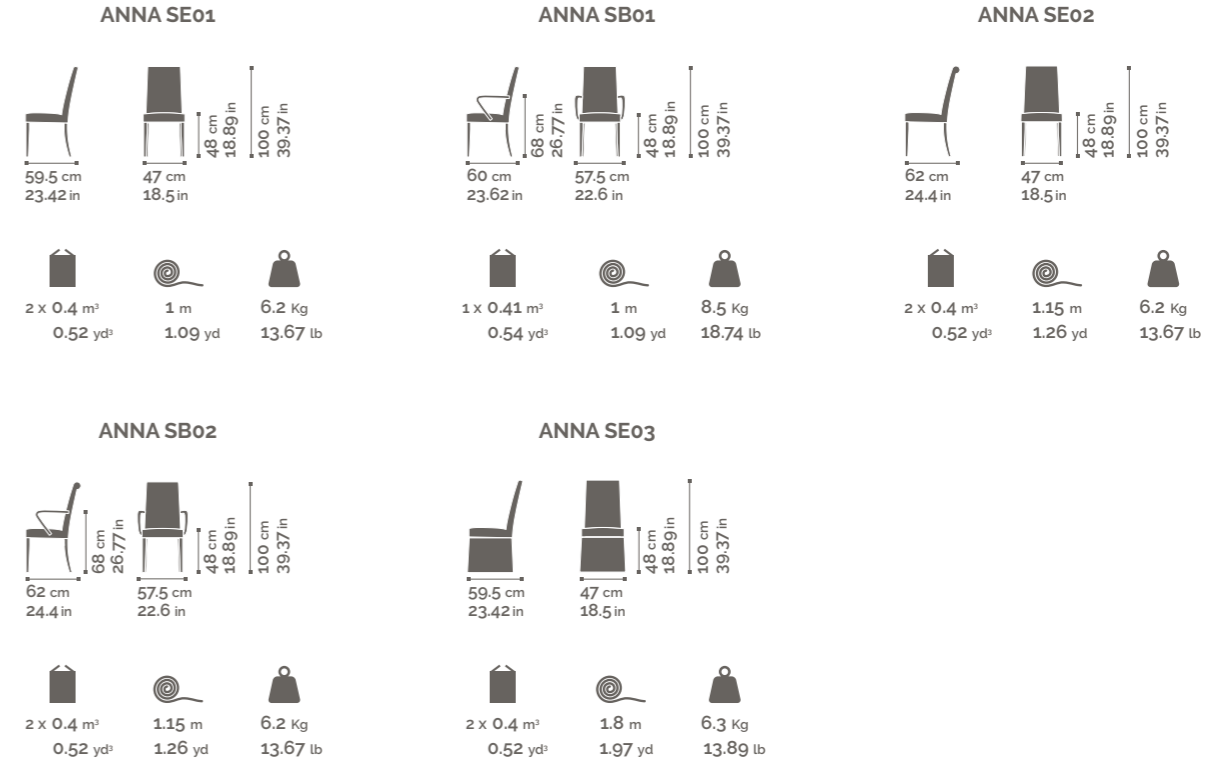 ANNA SE01
48 cm
18.89 in
100 cm
39.37 in
59.5 cm
23.42 in
47 cm
18.5 in
2 x 0.4 m³
0.52 yd³
1 m
1.09 yd
6.2 Kg
13.67 lb
ANNA SB01
68 cm
26.77 in
48 cm
18.89 in
100 cm
39.37 in
60 cm
23.62 in
57.5 cm
22.6 in
1 x 0.41 m³
0.54 yd³
1 m
1.09 yd
8.5 Kg
18.74 lb
ANNA SE02
48 cm
18.89 in
100 cm
39.37 in
62 cm
24.4 in
47 cm
18.5 in
2 x 0.4 m³
0.52 yd³
1.15 m
1.26 yd
6.2 Kg
13.67 lb
ANNA SB02
68 cm
26.77 in
48 cm
18.89 in
100 cm
39.37 in
62 cm
24.4 in
57.5 cm
22.6 in
2 x 0.4 m³
0.52 yd³
1.15 m
1.26 yd
6.2 Kg
13.67 lb
ANNA SE03
48 cm
18.89 in
100 cm
39.37 in
59.5 cm
23.42 in
47 cm
18.5 in
2 x 0.4 m³
0.52 yd³
1.8 m
1.97 yd
6.3 Kg
13.89 lb